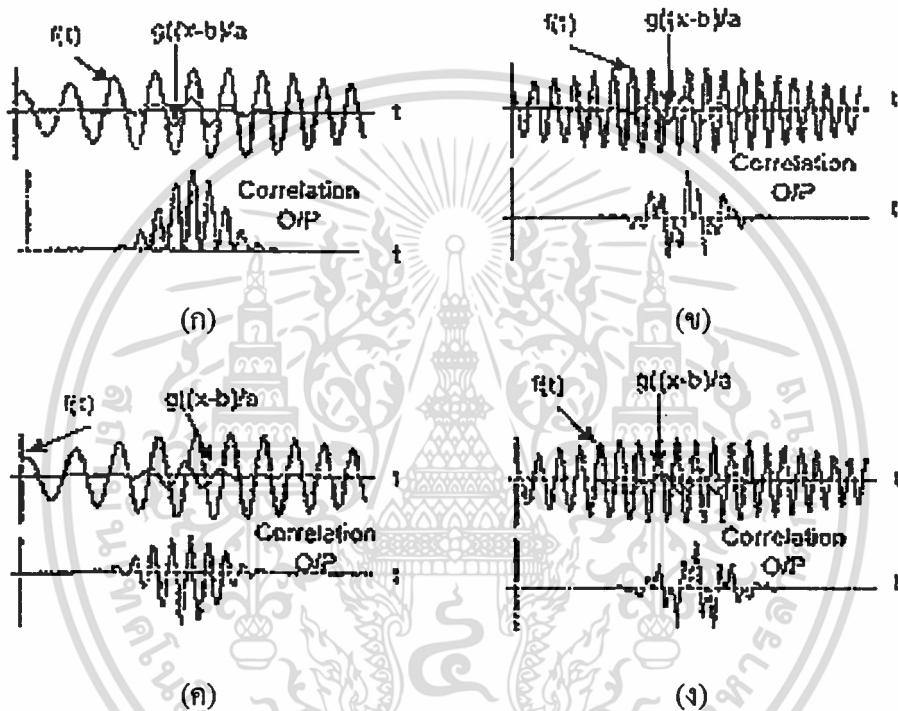 f(t) g((x-b)/a
t
Correlation
O/P
t
(ก)
f(t) g((x-b)/a
t
Correlation
O/P
t
(ข)
f(t) g((x-b)/a
t
Correlation
O/P
t
(ค)
f(t) g((x-b)/a
t
Correlation
O/P
t
(ง)